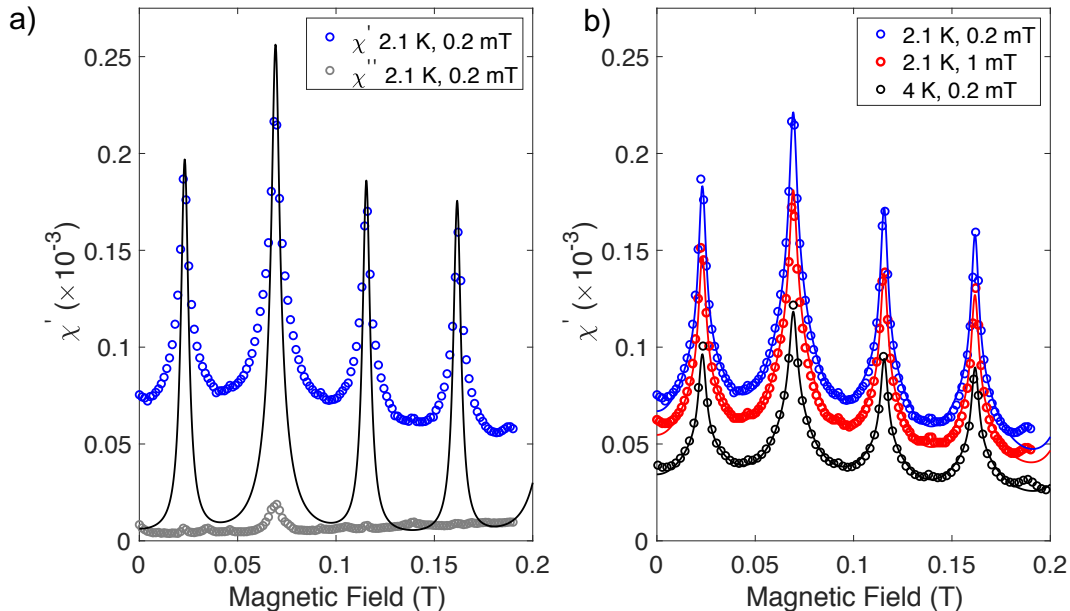 a)
χ' 2.1 K, 0.2 mT
χ'' 2.1 K, 0.2 mT
0.25
0.2
0.15
0.1
0.05
0
χ' (×10⁻³)
0 0.05 0.1 0.15 0.2
Magnetic Field (T)
b)
2.1 K, 0.2 mT
2.1 K, 1 mT
4 K, 0.2 mT
0.25
0.2
0.15
0.1
0.05
0
χ' (×10⁻³)
0 0.05 0.1 0.15 0.2
Magnetic Field (T)